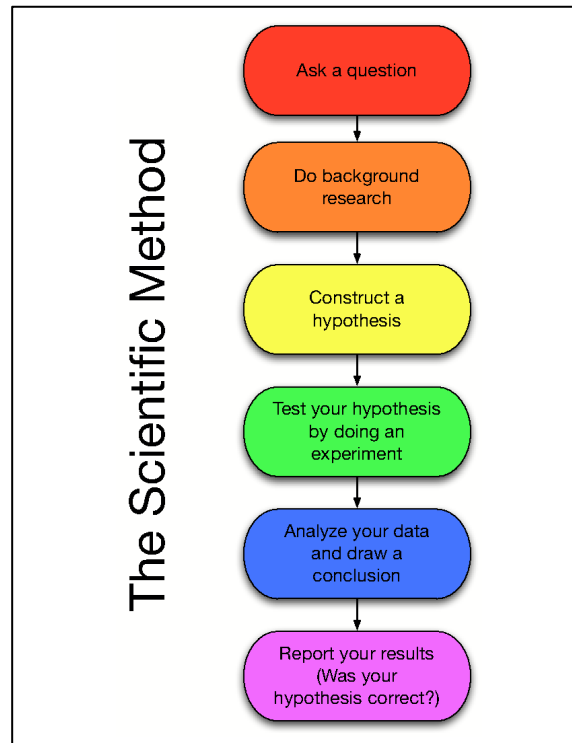 The Scientific Method
Ask a question
Do background
research
Construct a
hypothesis
Test your hypothesis
by doing an
experiment
Analyze your data
and draw a
conclusion
Report your results
(Was your
hypothesis correct?)